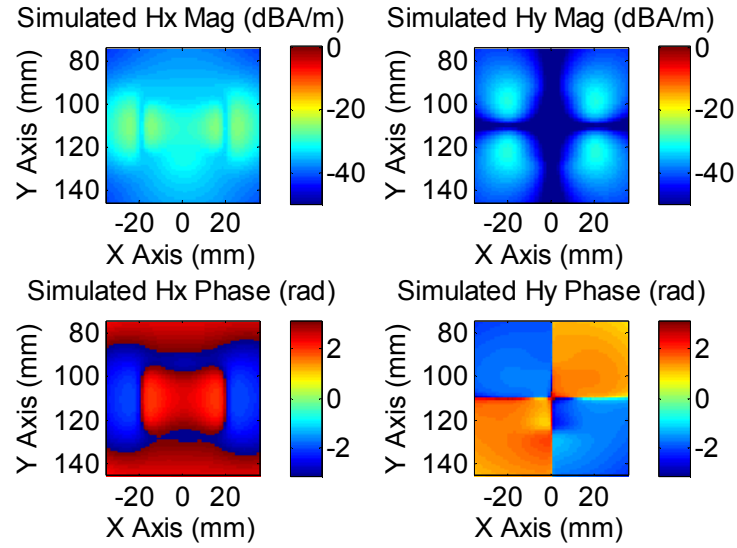 Simulated Hx Mag (dBA/m)
Simulated Hy Mag (dBA/m)
Y Axis (mm)
80
100
120
140
-20 0 20
X Axis (mm)
0
-20
-40
Y Axis (mm)
80
100
120
140
-20 0 20
X Axis (mm)
0
-20
-40
Simulated Hx Phase (rad)
Simulated Hy Phase (rad)
Y Axis (mm)
80
100
120
140
-20 0 20
X Axis (mm)
2
0
-2
Y Axis (mm)
80
100
120
140
-20 0 20
X Axis (mm)
2
0
-2